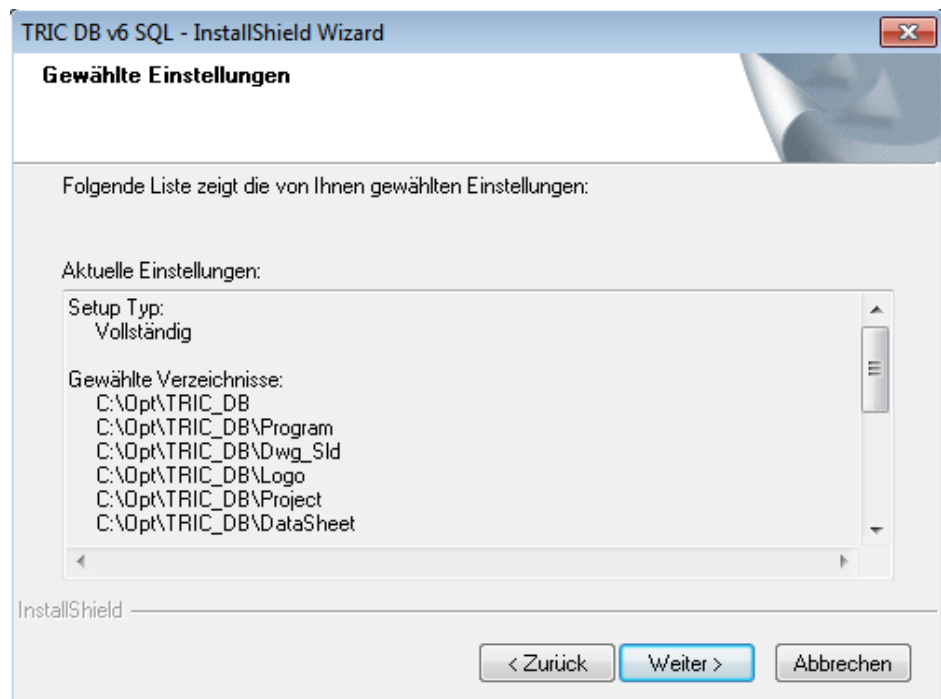 TRIC DB v6 SQL - InstallShield Wizard
Gewählte Einstellungen
Folgende Liste zeigt die von Ihnen gewählten Einstellungen:
Aktuelle Einstellungen:
Setup Typ:
Vollständig
Gewählte Verzeichnisse:
C:\Opt\TRIC_DB
C:\Opt\TRIC_DB\Program
C:\Opt\TRIC_DB\Dwg_Sld
C:\Opt\TRIC_DB\Logo
C:\Opt\TRIC_DB\Project
C:\Opt\TRIC_DB\DataSheet
InstallShield
< Zurück Weiter > Abbrechen